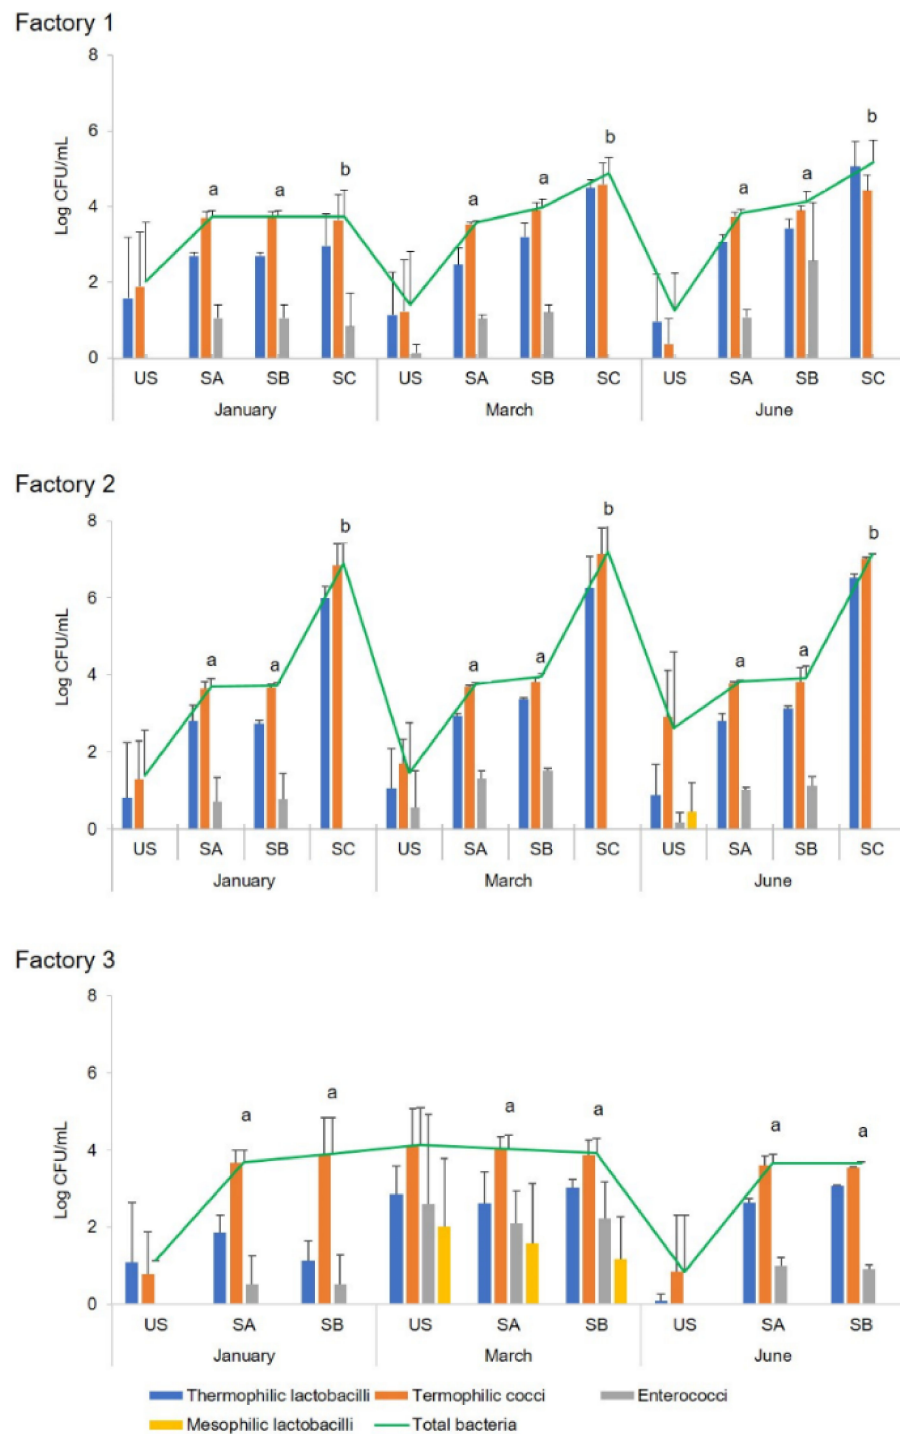 Factory 1
8
6
4
2
0
Log CFU/mL
a a b a a b a a b
US SA SB SC US SA SB SC US SA SB SC
January March June
Factory 2
8
6
4
2
0
Log CFU/mL
a a b a a b a a b
US SA SB SC US SA SB SC US SA SB SC
January March June
Factory 3
8
6
4
2
0
Log CFU/mL
a a a a a a
US SA SB US SA SB US SA SB
January March June
Thermophilic lactobacilli Termophilic cocci Enterococci
Mesophilic lactobacilli Total bacteria